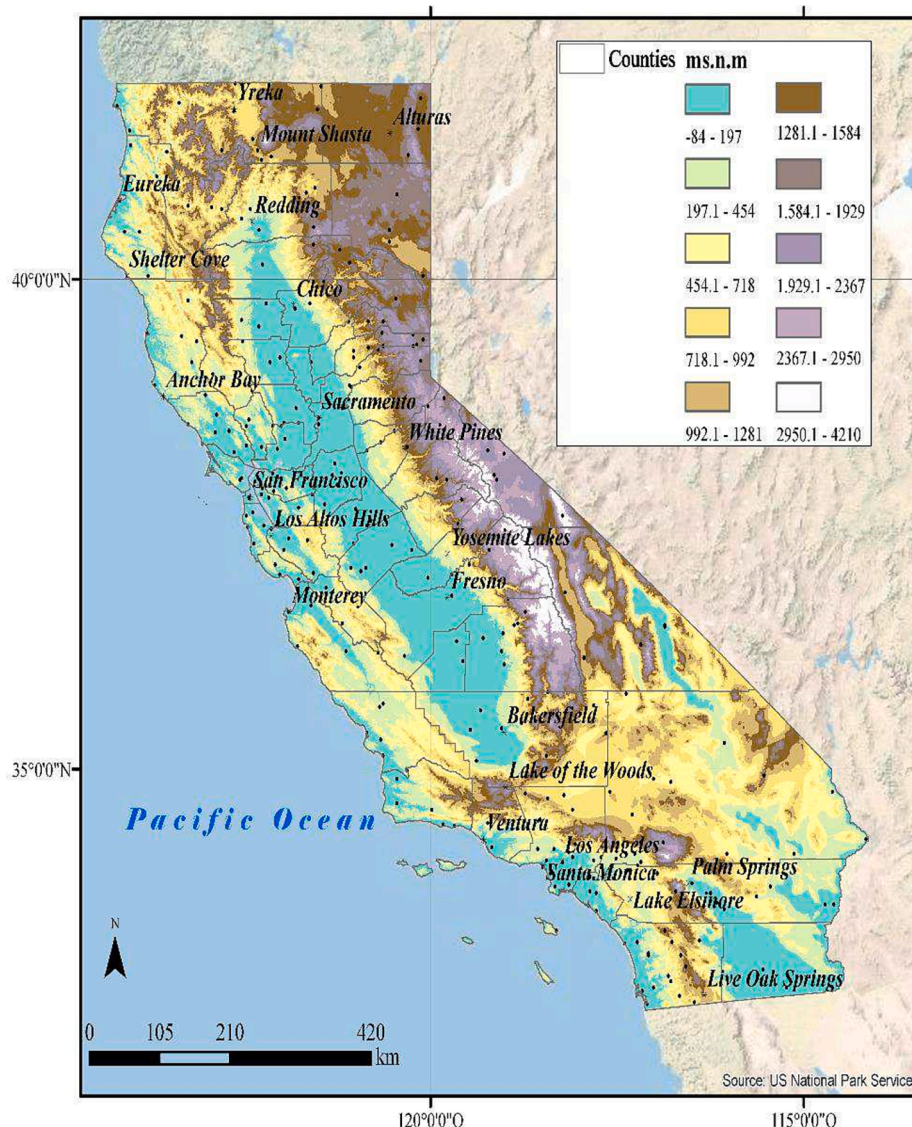 Counties ms.n.m
-84 - 197
1281.1 - 1584
197.1 - 454
1.584.1 - 1929
454.1 - 718
1.929.1 - 2367
718.1 - 992
2367.1 - 2950
992.1 - 1281
2950.1 - 4210
Yreka
Alturas
Mount Shasta
Eureka
Redding
Shelter Cove
40°0'0"N
Chico
Anchor Bay
Sacramento
White Pines
San Francisco
Los Altos Hills
Yosemite Lakes
Fresno
Monterey
Bakersfield
35°0'0"N
Lake of the Woods
Pacific Ocean
Ventura
Los Angeles
Palm Springs
Santa Monica
Lake Elsinore
N
Live Oak Springs
0 105 210 420
km
Source: US National Park Service
120°0'0"O
115°0'0"O